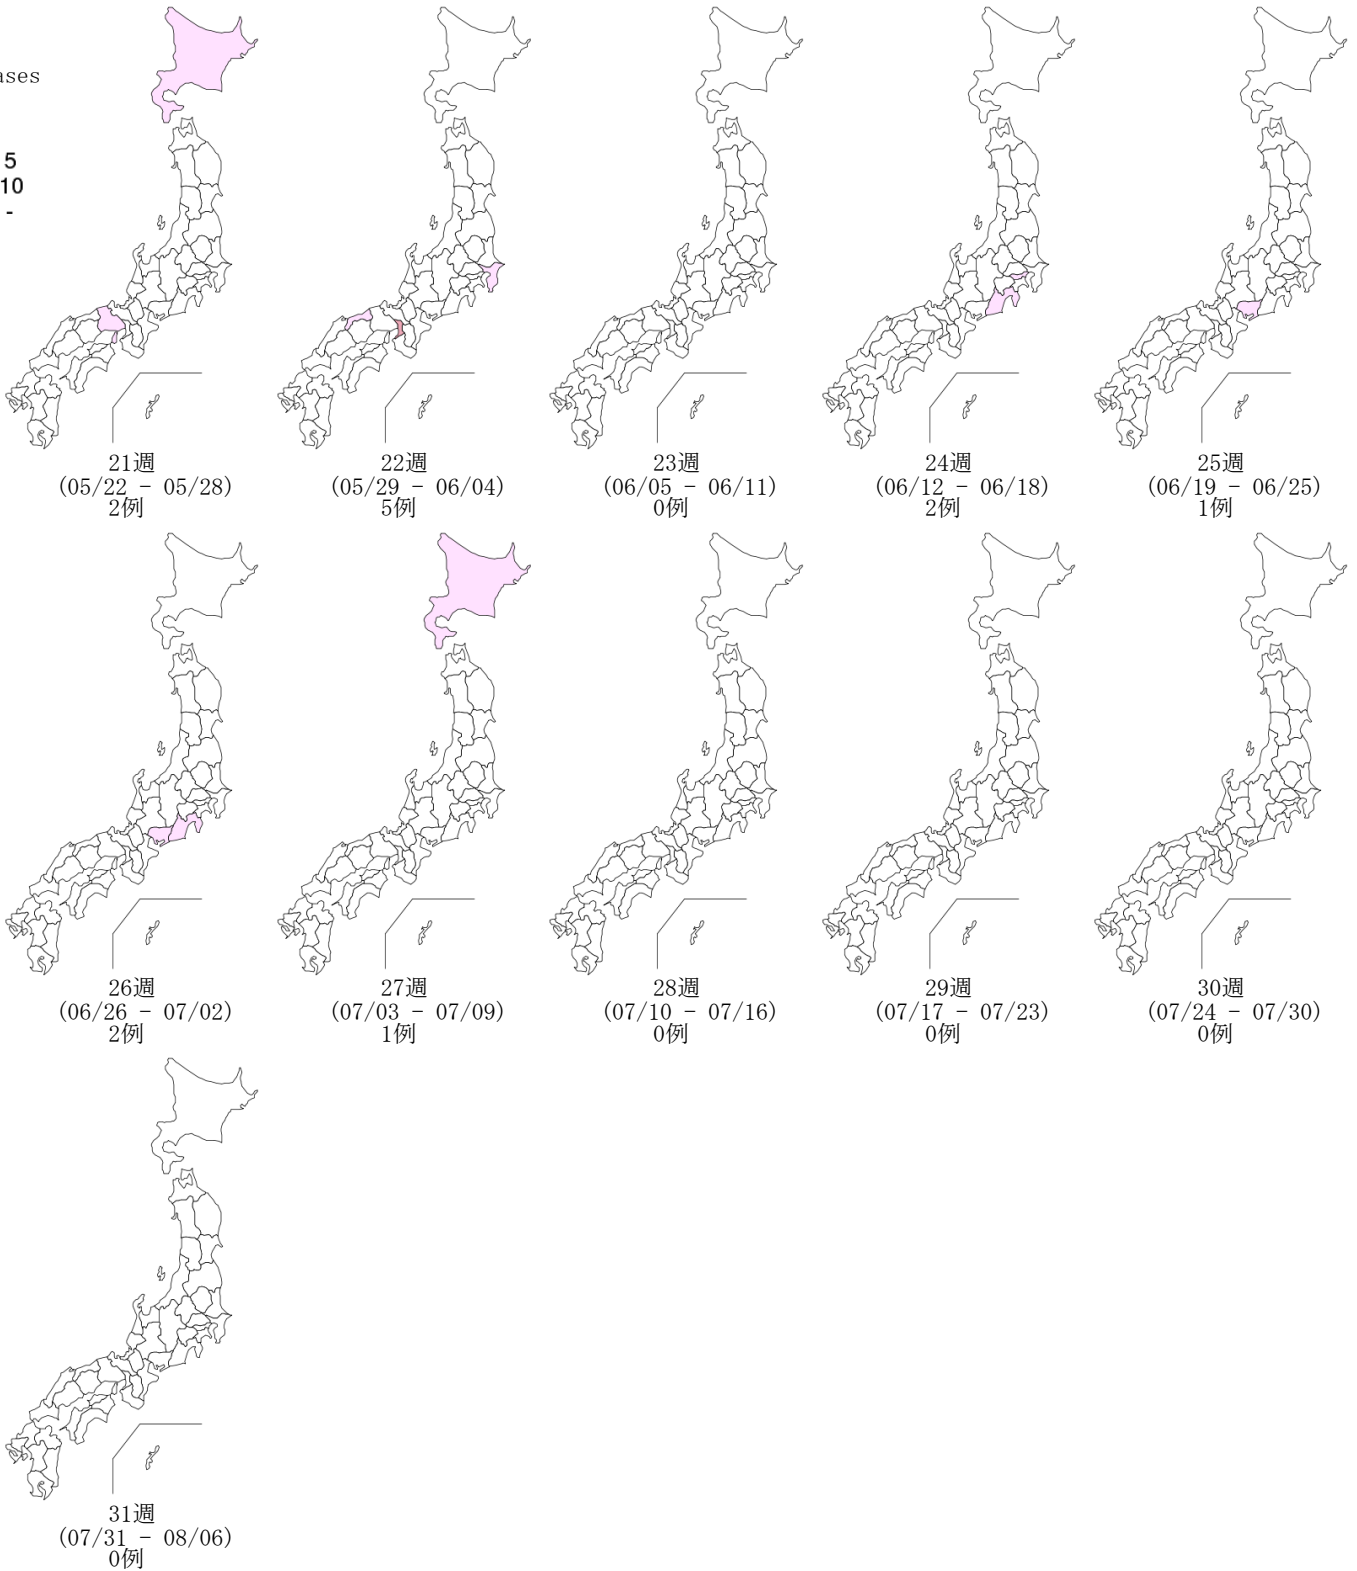 ases
5
10
-
21週
(05/22 - 05/28)
2例
22週
(05/29 - 06/04)
5例
23週
(06/05 - 06/11)
0例
24週
(06/12 - 06/18)
2例
25週
(06/19 - 06/25)
1例
26週
(06/26 - 07/02)
2例
27週
(07/03 - 07/09)
1例
28週
(07/10 - 07/16)
0例
29週
(07/17 - 07/23)
0例
30週
(07/24 - 07/30)
0例
31週
(07/31 - 08/06)
0例